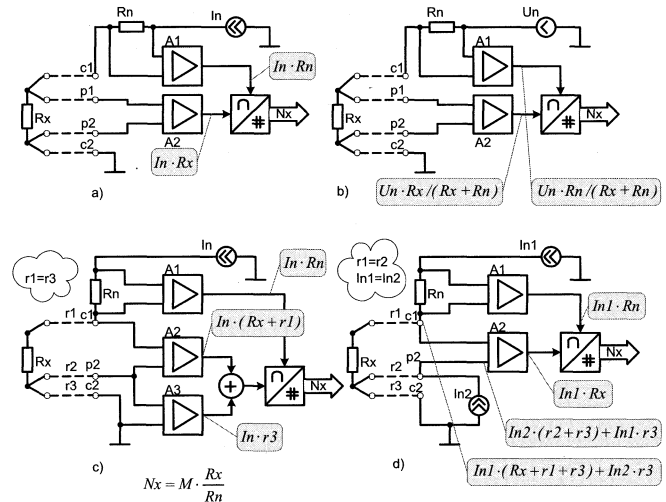 Rn
In
A1
c1
In · Rn
p1
Rx
p2
A2
∩
#
Nx
c2
In · Rx
a)
Rn
Un
A1
c1
p1
Rx
p2
A2
∩
#
Nx
c2
Un · Rx /(Rx + Rn)
Un · Rn /(Rx + Rn)
b)
In
r1=r3
A1
In · Rn
Rn
r1
c1
A2
In · (Rx + r1)
Rx
r2
p2
r3
c2
A3
+
∩
#
Nx
In · r3
c)
Nx = M · Rx / Rn
r1=r2
In1=In2
In1
A1
Rn
In1 · Rn
r1
c1
A2
p2
Rx
r2
r3
c2
In2
∩
#
Nx
In1 · Rx
In2 · (r2 + r3) + In1 · r3
In1 · (Rx + r1 + r3) + In2 · r3
d)